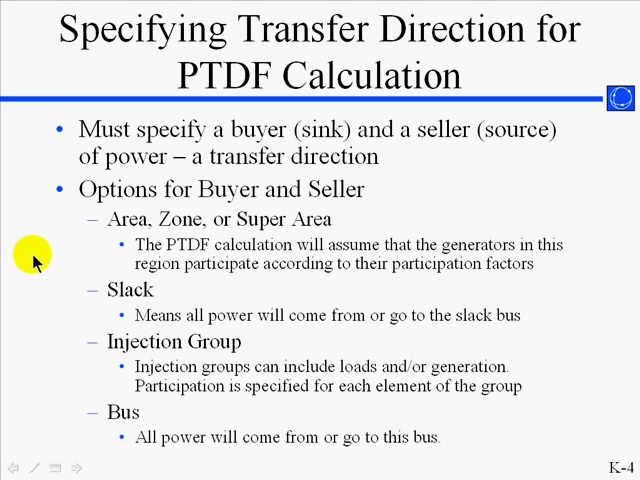 Specifying Transfer Direction for
PTDF Calculation
• Must specify a buyer (sink) and a seller (source)
of power – a transfer direction
• Options for Buyer and Seller
– Area, Zone, or Super Area
• The PTDF calculation will assume that the generators in this
region participate according to their participation factors
– Slack
• Means all power will come from or go to the slack bus
– Injection Group
• Injection groups can include loads and/or generation.
Participation is specified for each element of the group
– Bus
• All power will come from or go to this bus.
K-4